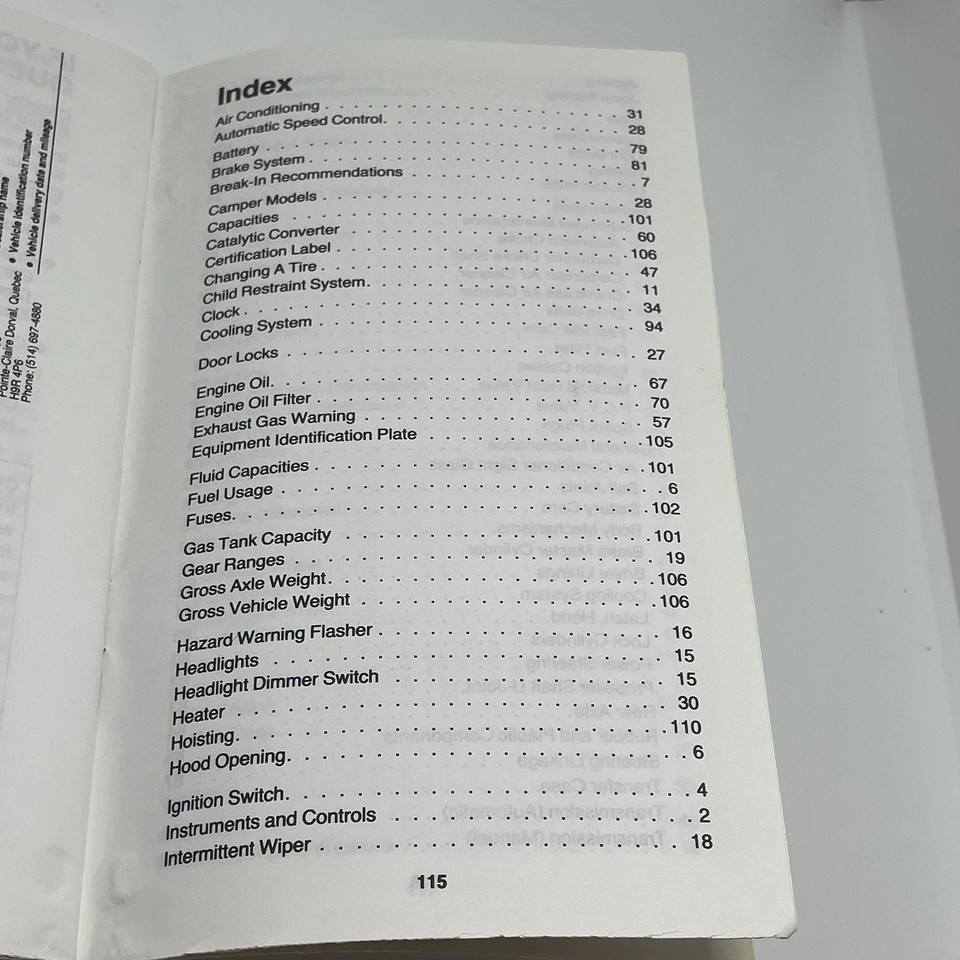 • Vehicle identification number
• Vehicle delivery date and mileage
Pointe-Claire Dorval, Quebec
H9R 4P6
Phone: (514) 697-4880
Index
Air Conditioning . . . . . . . . . . . . . . . . . . 31
Automatic Speed Control. . . . . . . . . . . . . . . 28
Battery . . . . . . . . . . . . . . . . . . . . . . 79
Brake System . . . . . . . . . . . . . . . . . . . . 81
Break-In Recommendations . . . . . . . . . . . . . . 7
Camper Models . . . . . . . . . . . . . . . . . . . 28
Capacities . . . . . . . . . . . . . . . . . . . . 101
Catalytic Converter . . . . . . . . . . . . . . . . 60
Certification Label . . . . . . . . . . . . . . . . 106
Changing A Tire . . . . . . . . . . . . . . . . . . 47
Child Restraint System. . . . . . . . . . . . . . . 11
Clock . . . . . . . . . . . . . . . . . . . . . . . 34
Cooling System . . . . . . . . . . . . . . . . . . 94
Door Locks . . . . . . . . . . . . . . . . . . . . 27
Engine Oil. . . . . . . . . . . . . . . . . . . . . 67
Engine Oil Filter . . . . . . . . . . . . . . . . . 70
Exhaust Gas Warning . . . . . . . . . . . . . . . . 57
Equipment Identification Plate . . . . . . . . . . . 105
Fluid Capacities . . . . . . . . . . . . . . . . . 101
Fuel Usage . . . . . . . . . . . . . . . . . . . . 6
Fuses. . . . . . . . . . . . . . . . . . . . . . . 102
Gas Tank Capacity . . . . . . . . . . . . . . . . . 101
Gear Ranges . . . . . . . . . . . . . . . . . . . . 19
Gross Axle Weight. . . . . . . . . . . . . . . . . 106
Gross Vehicle Weight . . . . . . . . . . . . . . . 106
Hazard Warning Flasher . . . . . . . . . . . . . . . 16
Headlights . . . . . . . . . . . . . . . . . . . . 15
Headlight Dimmer Switch . . . . . . . . . . . . . . 15
Heater . . . . . . . . . . . . . . . . . . . . . . 30
Hoisting. . . . . . . . . . . . . . . . . . . . . . 110
Hood Opening. . . . . . . . . . . . . . . . . . . . 6
Ignition Switch. . . . . . . . . . . . . . . . . . . 4
Instruments and Controls . . . . . . . . . . . . . . 2
Intermittent Wiper . . . . . . . . . . . . . . . . . 18
115